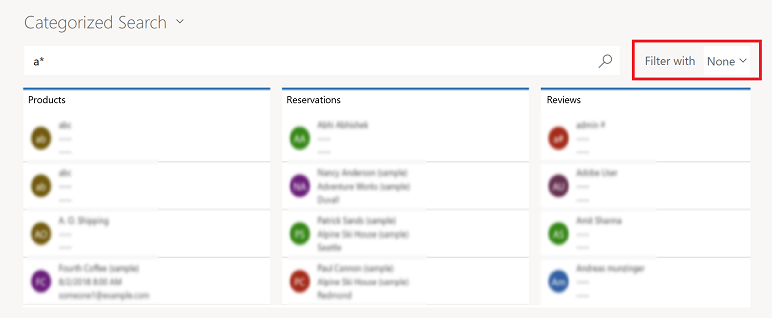 Categorized Search
a*
Filter with None
Products
Reservations
Reviews
ab
abc
AA
Abhi Abhishek
a#
admin #
ab
abc
NA
Nancy Anderson (sample)
Adventure Works (sample)
Duvall
AU
Adobe User
AO
A. O. Shipping
PS
Patrick Sands (sample)
Alpine Ski House (sample)
Seattle
AS
Amit Sharma
FC
Fourth Coffee (sample)
8/2/2018 8:00 AM
someone1@example.com
PC
Paul Cannon (sample)
Alpine Ski House (sample)
Redmond
Am
Andreas munzinger